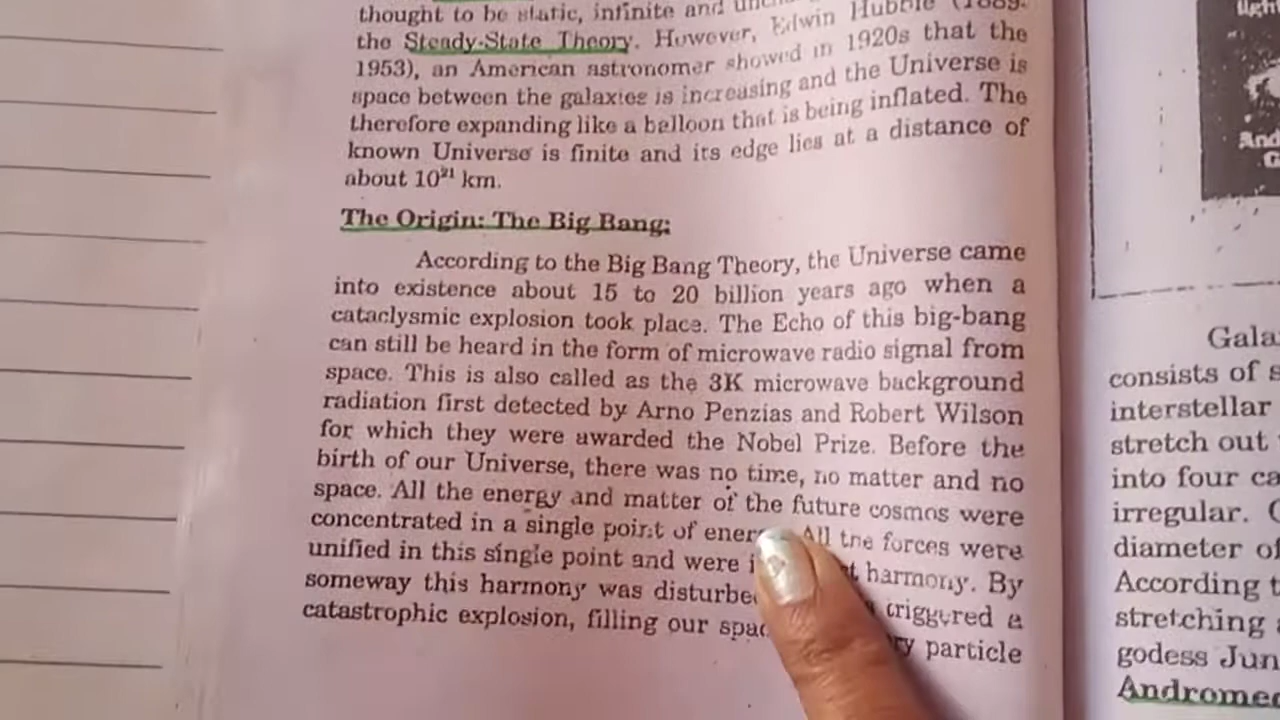 thought to be static, infinite and
the Steady-State Theory. However, Edwin Hubble (1889-
1953), an American astronomer showed in 1920s that the
space between the galaxies is increasing and the Universe is
therefore expanding like a balloon that is being inflated. The
known Universe is finite and its edge lies at a distance of
about 10²¹ km.
The Origin: The Big Bang:
According to the Big Bang Theory, the Universe came
into existence about 15 to 20 billion years ago when a
cataclysmic explosion took place. The Echo of this big-bang
can still be heard in the form of microwave radio signal from
space. This is also called as the 3K microwave background
radiation first detected by Arno Penzias and Robert Wilson
for which they were awarded the Nobel Prize. Before the
birth of our Universe, there was no time, no matter and no
space. All the energy and matter of the future cosmos were
concentrated in a single point of All the forces were
unified in this single point and were harmony. By
someway this harmony was triggered a
catastrophic explosion, filling our particle
consists of
interstellar
stretch out
into four
irregular.
diameter of
According
stretching
godess